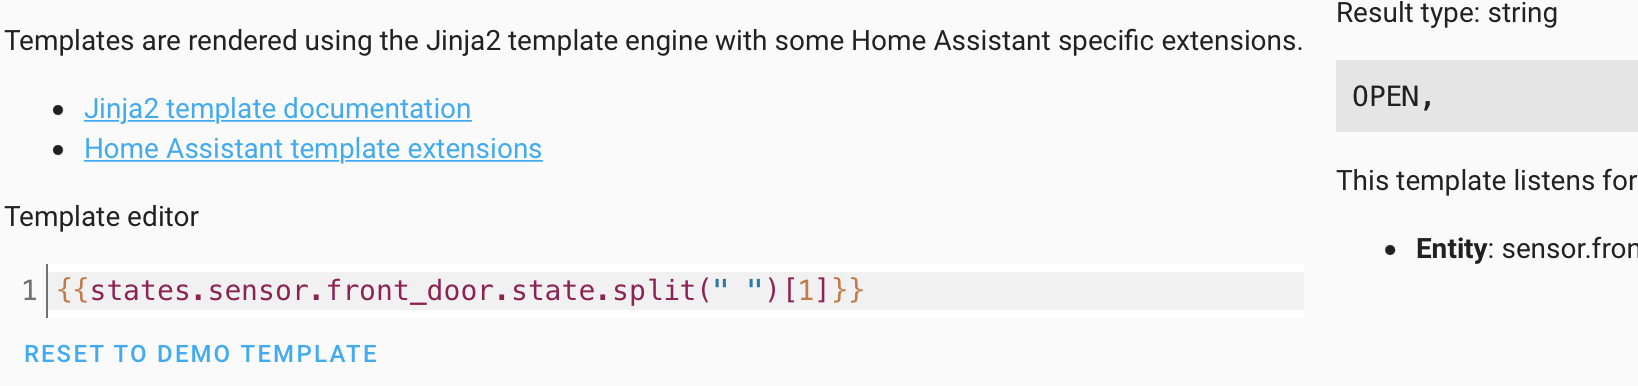 Templates are rendered using the Jinja2 template engine with some Home Assistant specific extensions.
Jinja2 template documentation
Home Assistant template extensions
Template editor
1 {{states.sensor.front_door.state.split(" ")[1]}}
RESET TO DEMO TEMPLATE
Result type: string
OPEN,
This template listens for
Entity: sensor.fron